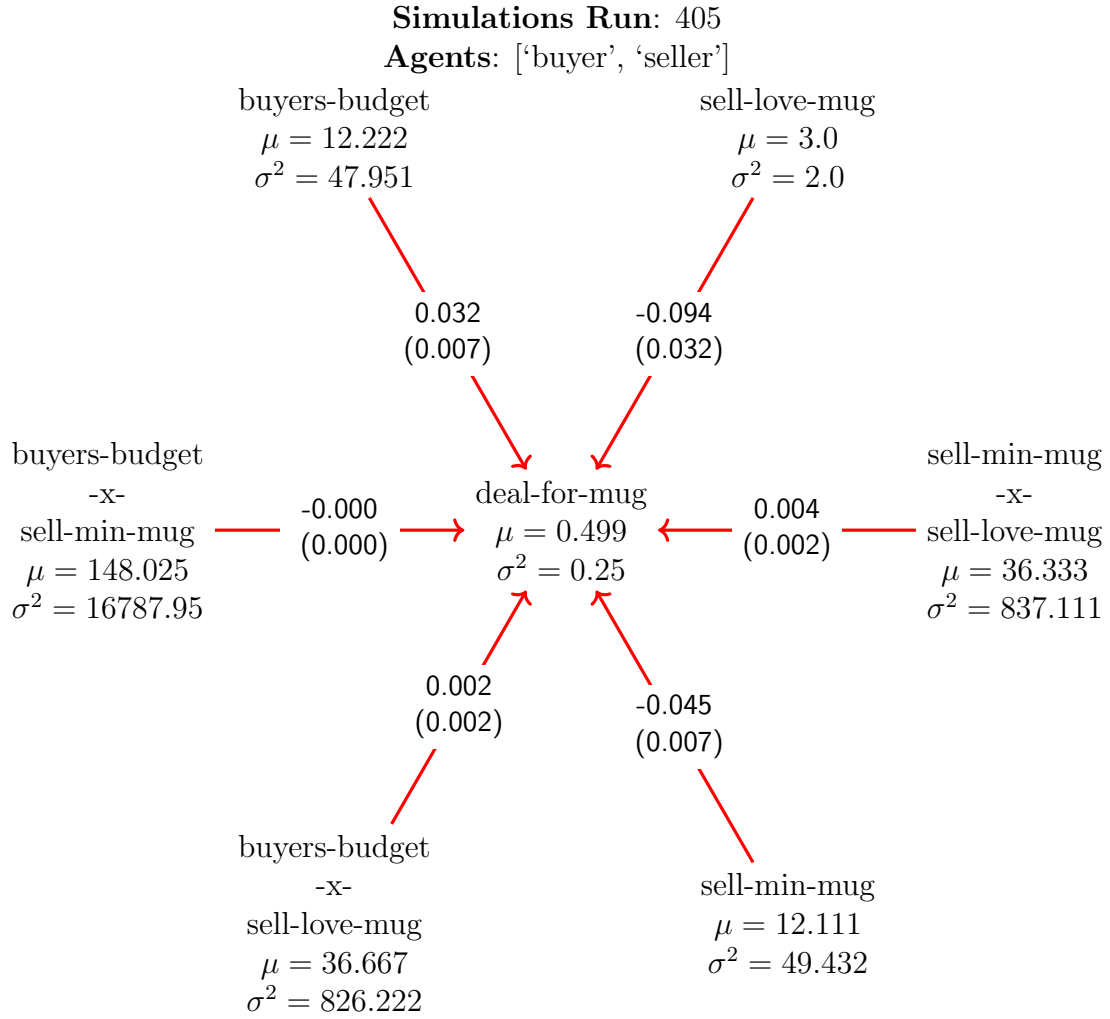 Simulations Run: 405
Agents: [‘buyer’, ‘seller’]
buyers-budget
μ = 12.222
σ² = 47.951
sell-love-mug
μ = 3.0
σ² = 2.0
0.032
(0.007)
-0.094
(0.032)
buyers-budget
-x-
sell-min-mug
μ = 148.025
σ² = 16787.95
-0.000
(0.000)
deal-for-mug
μ = 0.499
σ² = 0.25
0.004
(0.002)
sell-min-mug
-x-
sell-love-mug
μ = 36.333
σ² = 837.111
0.002
(0.002)
-0.045
(0.007)
buyers-budget
-x-
sell-love-mug
μ = 36.667
σ² = 826.222
sell-min-mug
μ = 12.111
σ² = 49.432